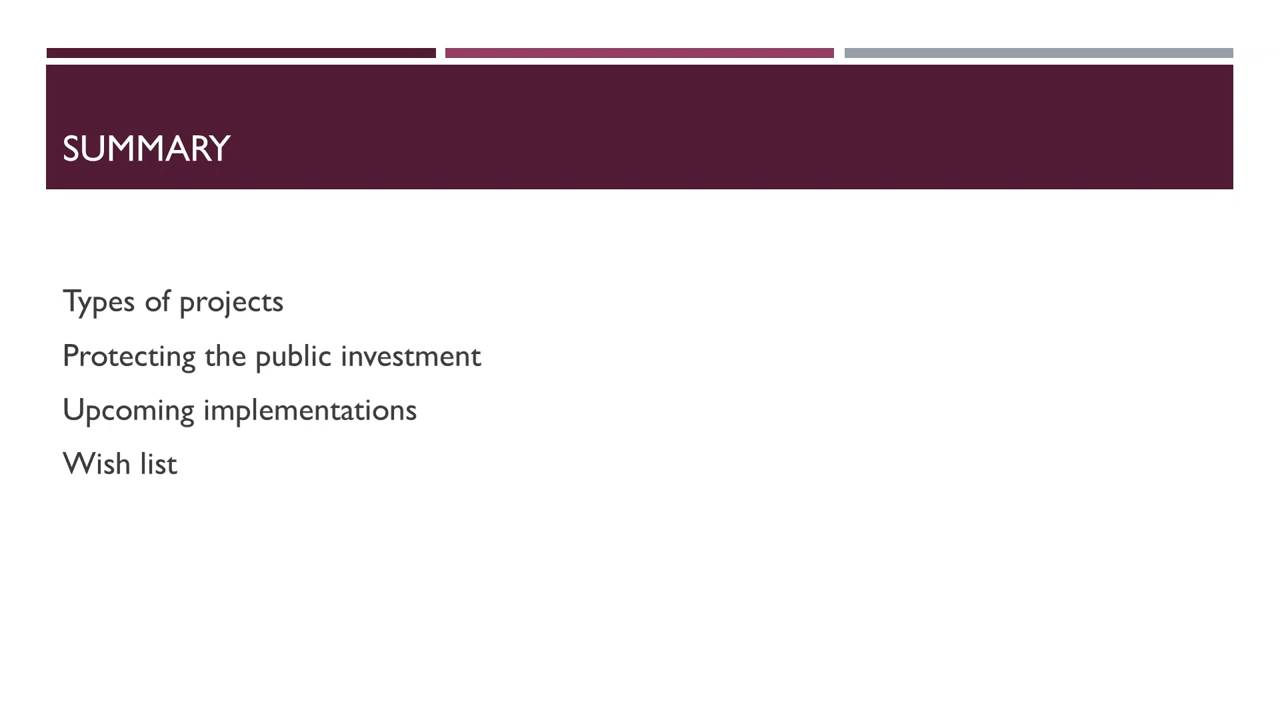 SUMMARY
Types of projects
Protecting the public investment
Upcoming implementations
Wish list